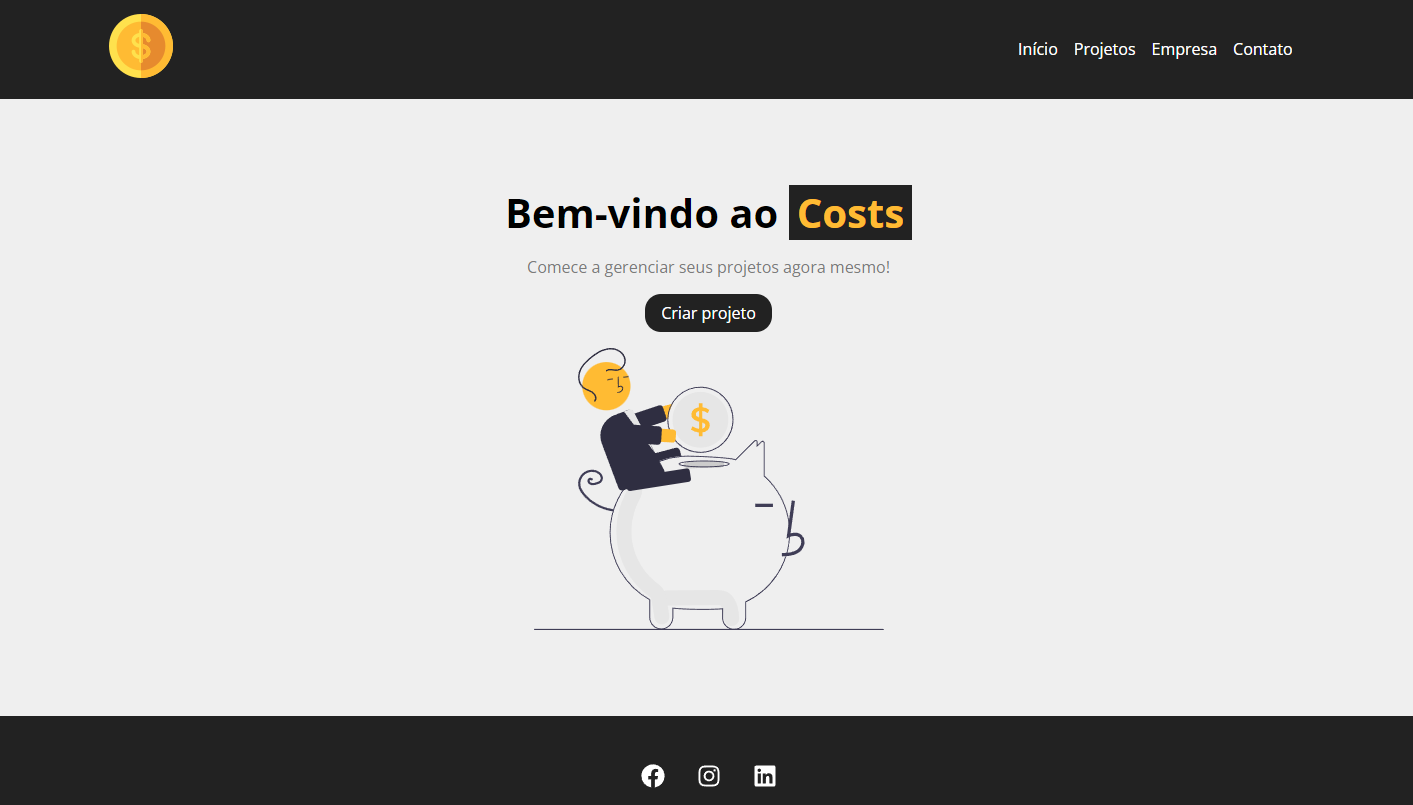 $
Início Projetos Empresa Contato
Bem-vindo ao Costs
Comece a gerenciar seus projetos agora mesmo!
Criar projeto
$